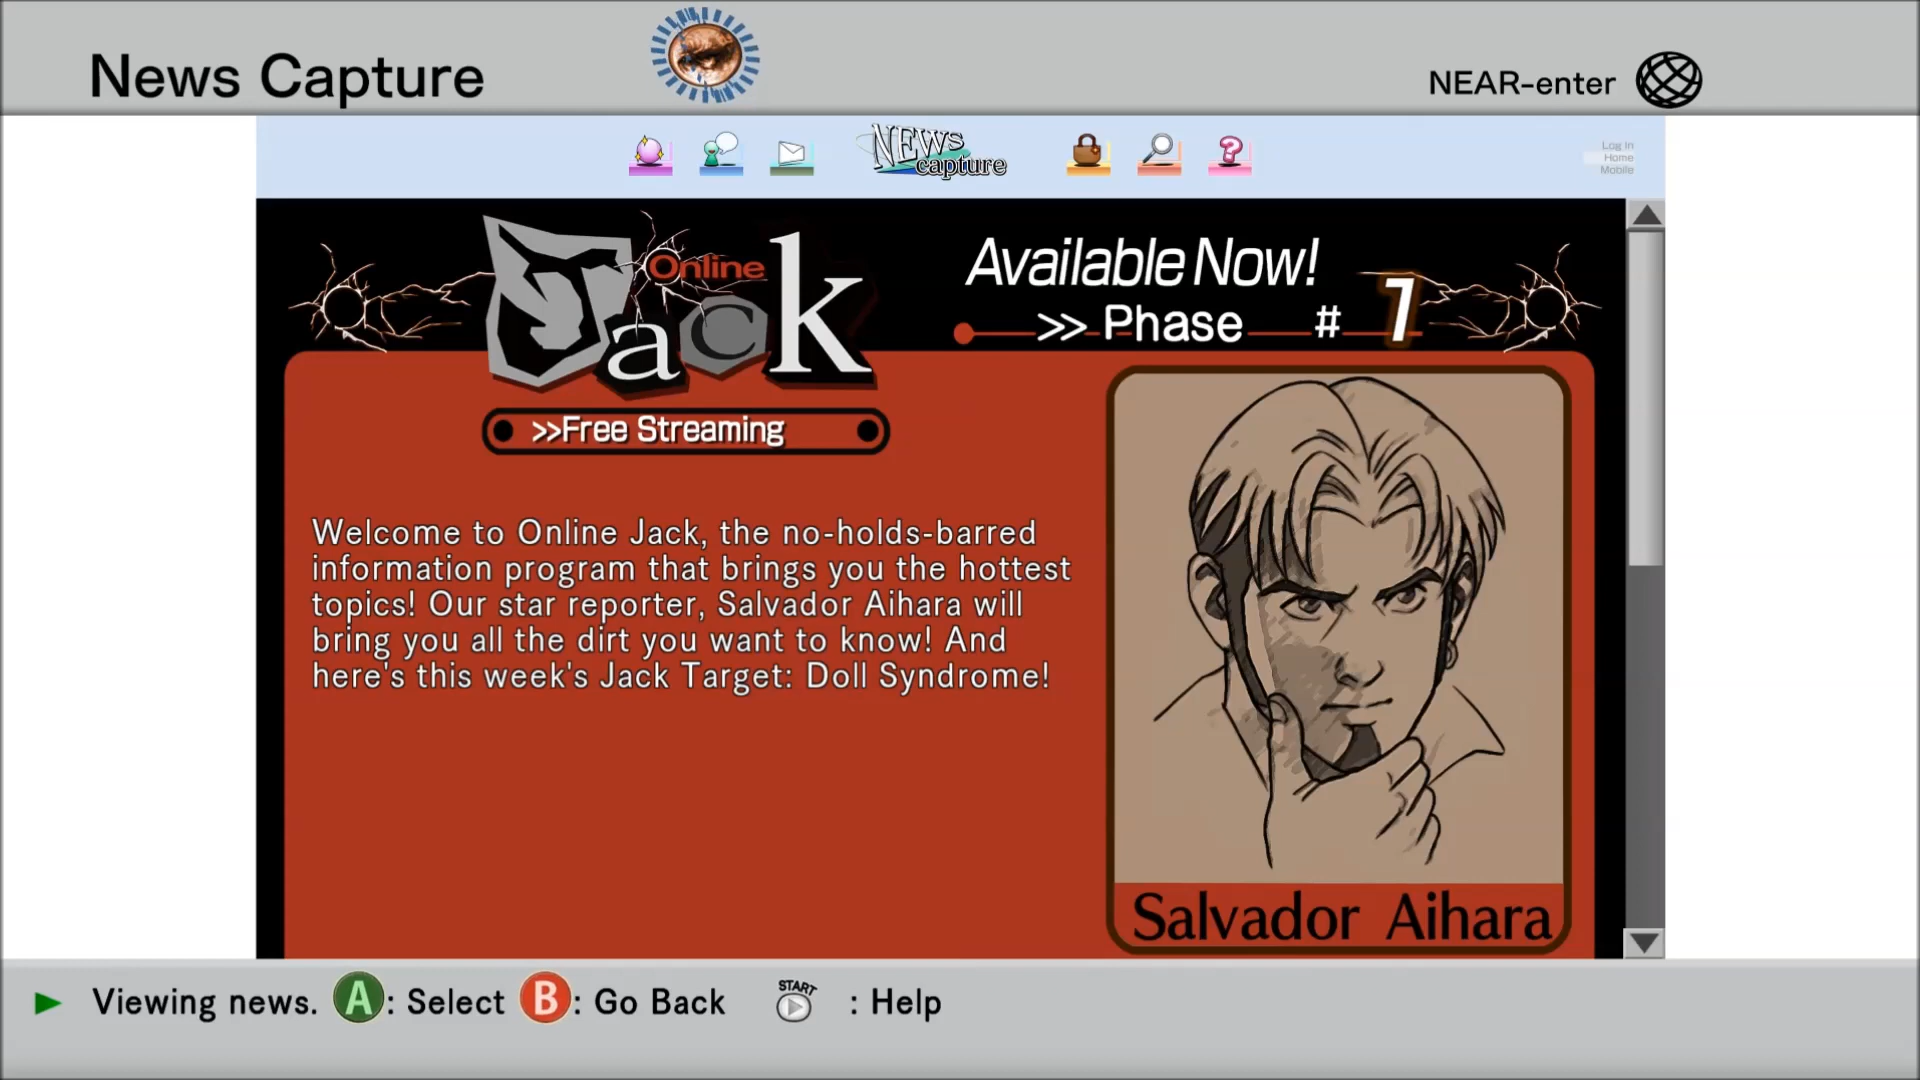 News Capture
NEAR-enter
NEWs
capture
Log In
Home
Mobile
Online
Jack
Available Now!
>> Phase # 1
>>Free Streaming
Welcome to Online Jack, the no-holds-barred
information program that brings you the hottest
topics! Our star reporter, Salvador Aihara will
bring you all the dirt you want to know! And
here's this week's Jack Target: Doll Syndrome!
Salvador Aihara
Viewing news. A : Select B : Go Back START : Help